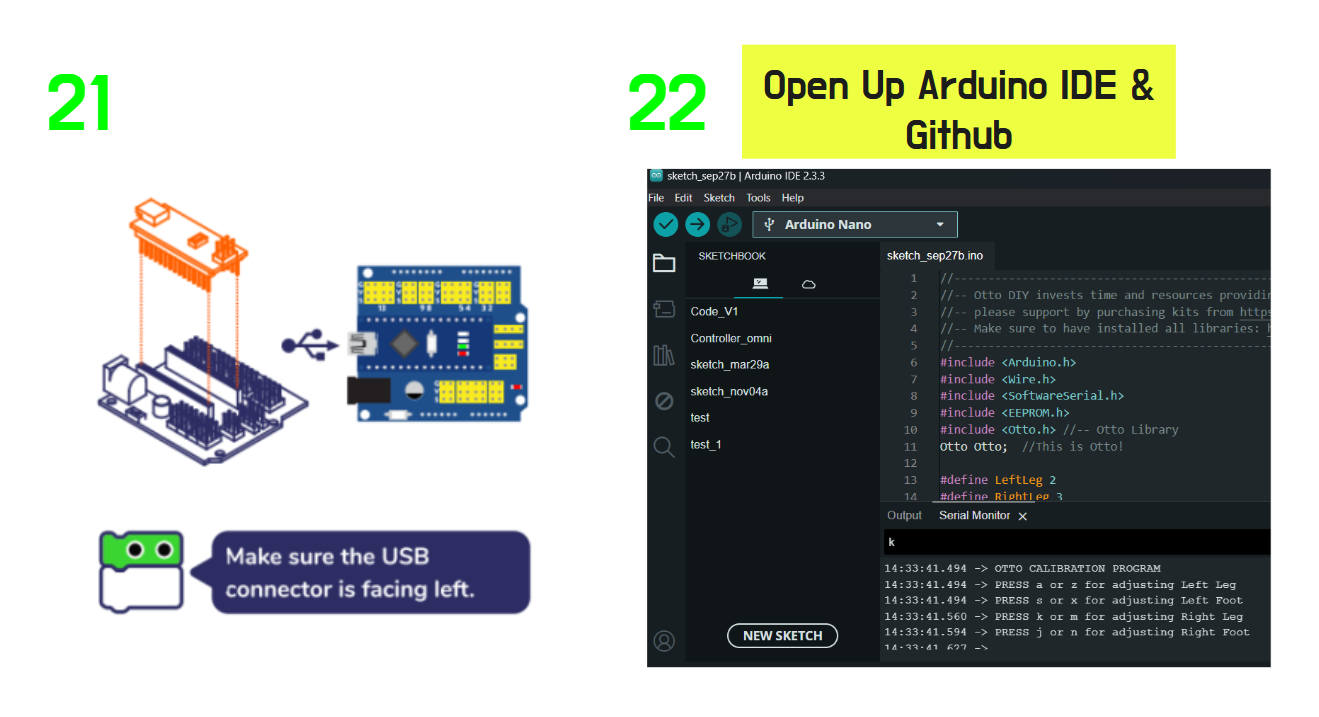 21
22
Open Up Arduino IDE &
Github
Make sure the USB
connector is facing left.
sketch_sep27b | Arduino IDE 2.3.3
File Edit Sketch Tools Help
Arduino Nano
SKETCHBOOK
Code_V1
Controller_omni
sketch_mar29a
sketch_nov04a
test
test_1
NEW SKETCH
sketch_sep27b.ino
1 //--------------------------------------------------
2 //-- Otto DIY invests time and resources providin
3 //-- please support by purchasing kits from https
4 //-- Make sure to have installed all libraries: h
5 //--------------------------------------------------
6 #include <Arduino.h>
7 #include <Wire.h>
8 #include <SoftwareSerial.h>
9 #include <EEPROM.h>
10 #include <Otto.h> //-- Otto Library
11 Otto Otto; //This is Otto!
12
13 #define LeftLeg 2
14 #define RightLeg 3
Output Serial Monitor
k
14:33:41.494 -> OTTO CALIBRATION PROGRAM
14:33:41.494 -> PRESS a or z for adjusting Left Leg
14:33:41.494 -> PRESS s or x for adjusting Left Foot
14:33:41.560 -> PRESS k or m for adjusting Right Leg
14:33:41.594 -> PRESS j or n for adjusting Right Foot
14:33:41.627 ->